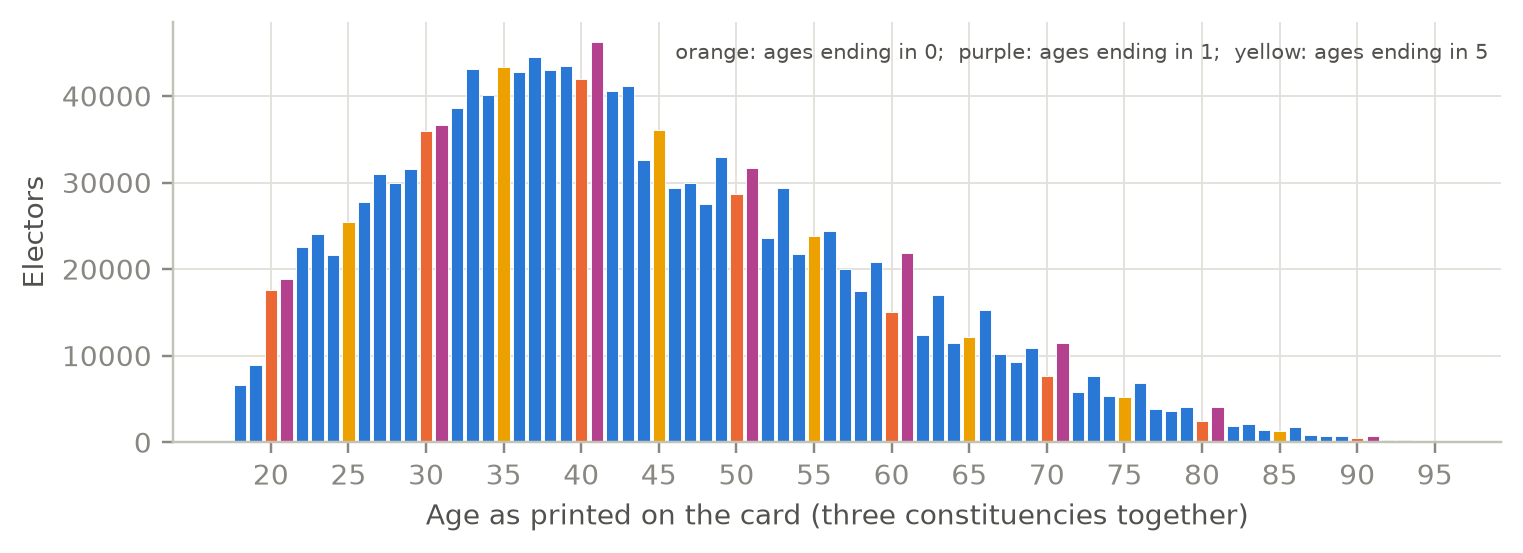 orange: ages ending in 0;  purple: ages ending in 1;  yellow: ages ending in 5
Electors
40000
30000
20000
10000
0
20 25 30 35 40 45 50 55 60 65 70 75 80 85 90 95
Age as printed on the card (three constituencies together)